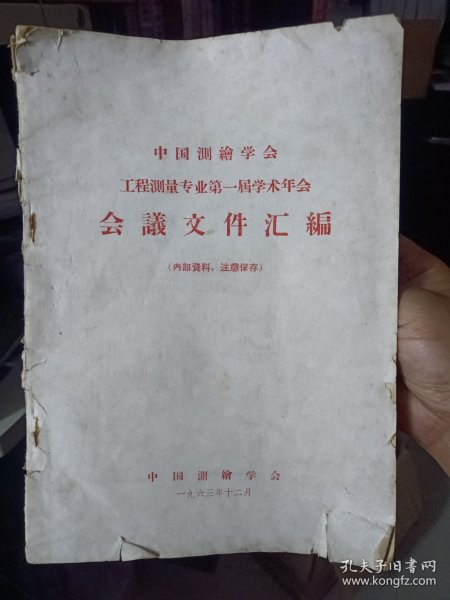 中国测繪学会
工程测量专业第一届学术年会
会議文件汇編
(内部資料，注意保存)
中国测繪学会
一九六三年十二月
孔夫子旧书网
www.kongfz.com